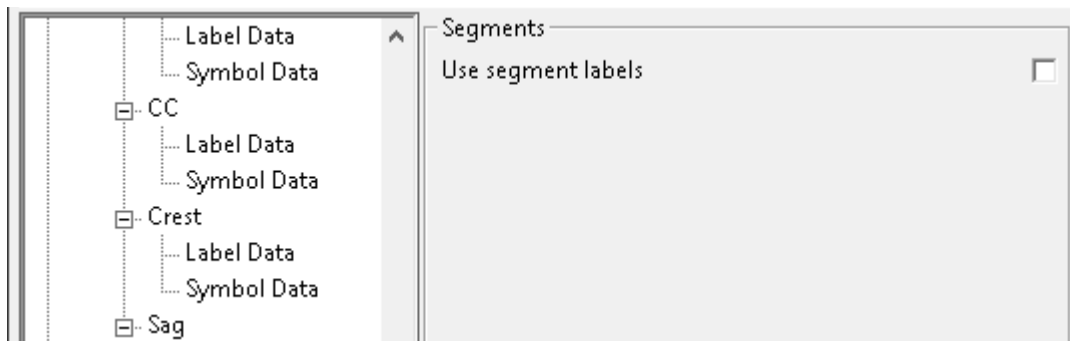 Label Data
Symbol Data
CC
Label Data
Symbol Data
Crest
Label Data
Symbol Data
Sag
Segments
Use segment labels